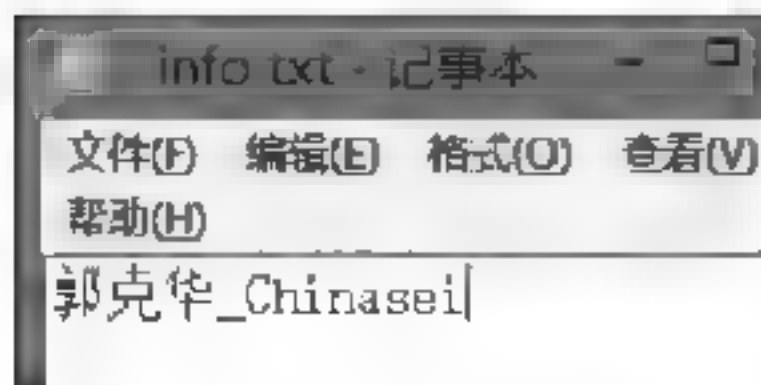 info txt - 记事本
文件(F) 编辑(E) 格式(O) 查看(V)
帮助(H)
郭克华_Chinasei